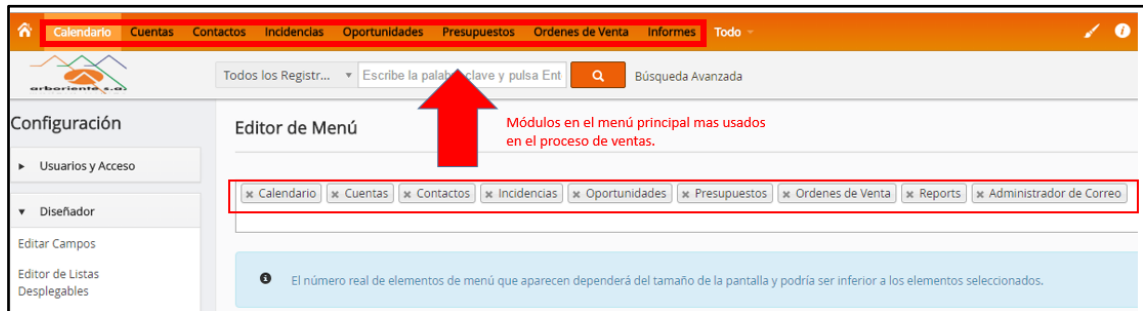 Calendario Cuentas Contactos Incidencias Oportunidades Presupuestos Ordenes de Venta Informes Todo
arboriente s.a.
Todos los Registr... Escribe la palabra clave y pulsa Ent Búsqueda Avanzada
Configuración
Editor de Menú
Módulos en el menú principal mas usados
en el proceso de ventas.
Usuarios y Acceso
Calendario Cuentas Contactos Incidencias Oportunidades Presupuestos Ordenes de Venta Reports Administrador de Correo
Diseñador
Editar Campos
Editor de Listas
Desplegables
El número real de elementos de menú que aparecen dependerá del tamaño de la pantalla y podría ser inferior a los elementos seleccionados.